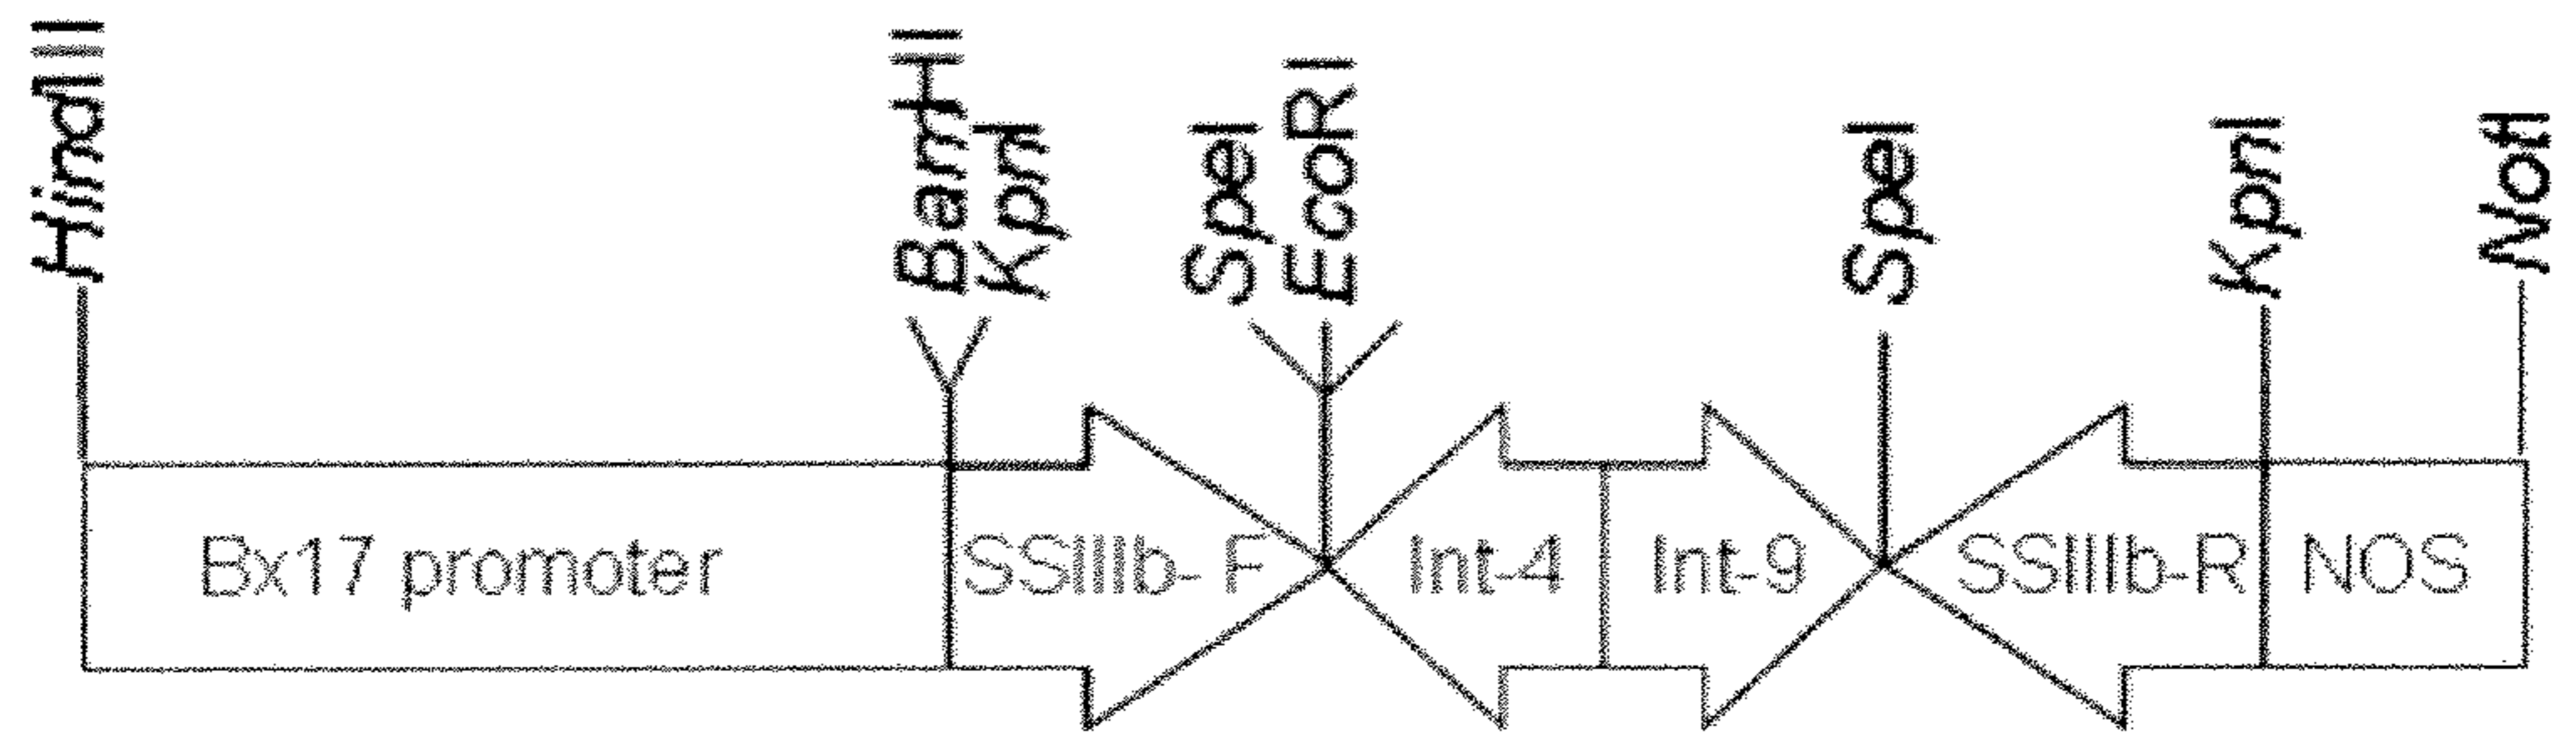 HindIII
BamHI
KpnI
SpeI
EcoRI
SpeI
KpnI
NotI
Bx17 promoter
SSIIIb- F
Int-4
Int-9
SSIIIb-R
NOS